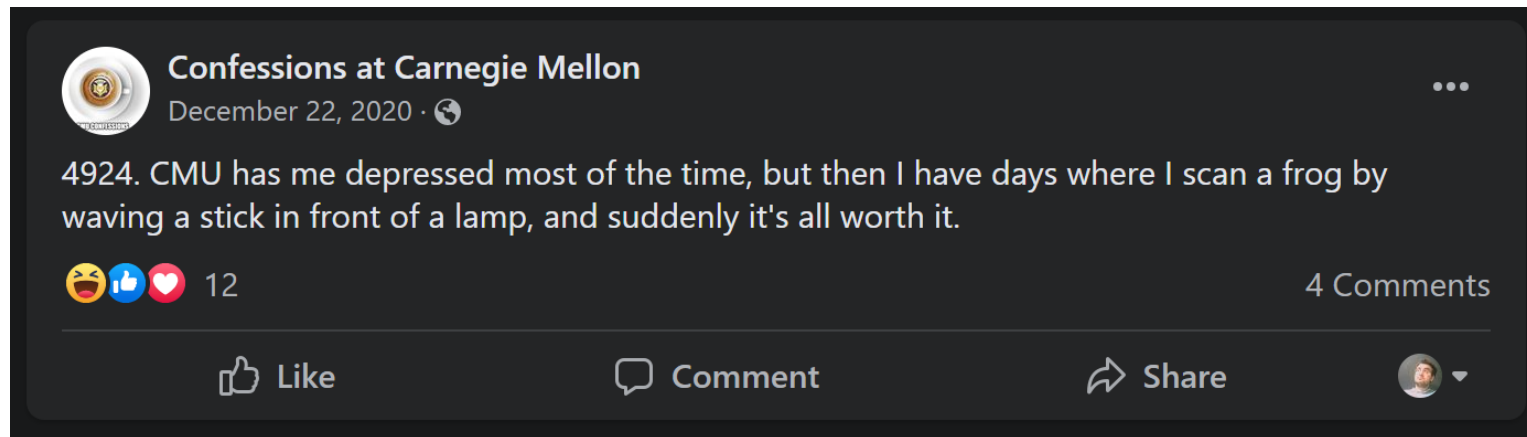 Confessions at Carnegie Mellon
December 22, 2020 ·
4924. CMU has me depressed most of the time, but then I have days where I scan a frog by
waving a stick in front of a lamp, and suddenly it's all worth it.
12
4 Comments
Like
Comment
Share